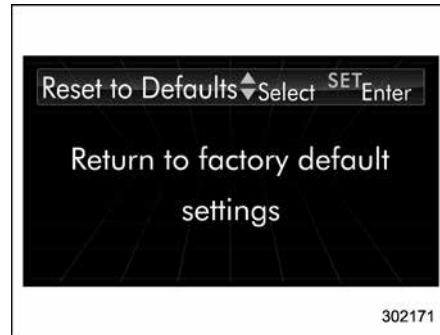 Reset to Defaults Select SET Enter
Return to factory default
settings
302171